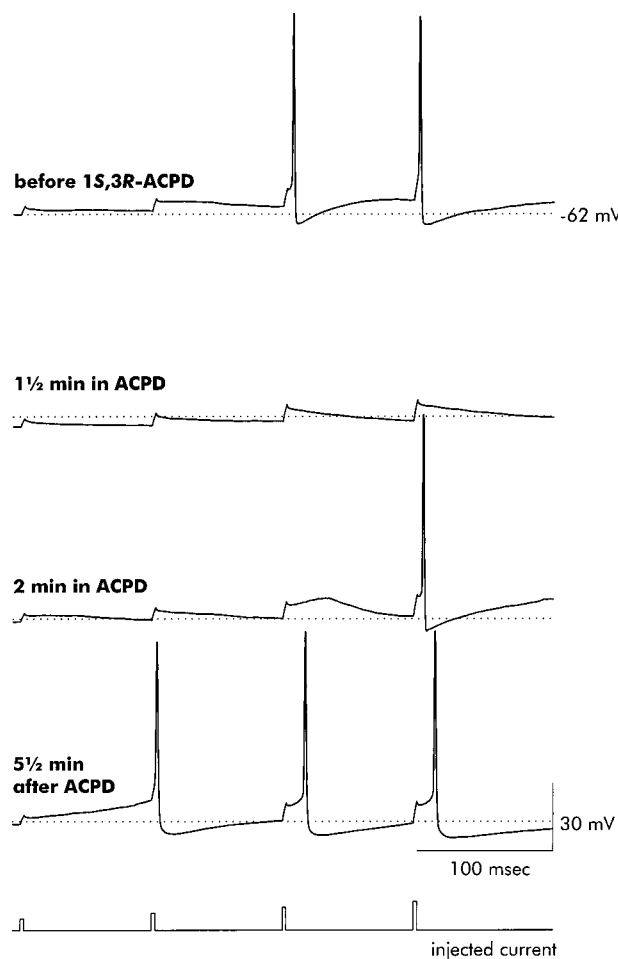 before 1S,3R-ACPD
-62 mV
1½ min in ACPD
2 min in ACPD
5½ min
after ACPD
30 mV
100 msec
injected current